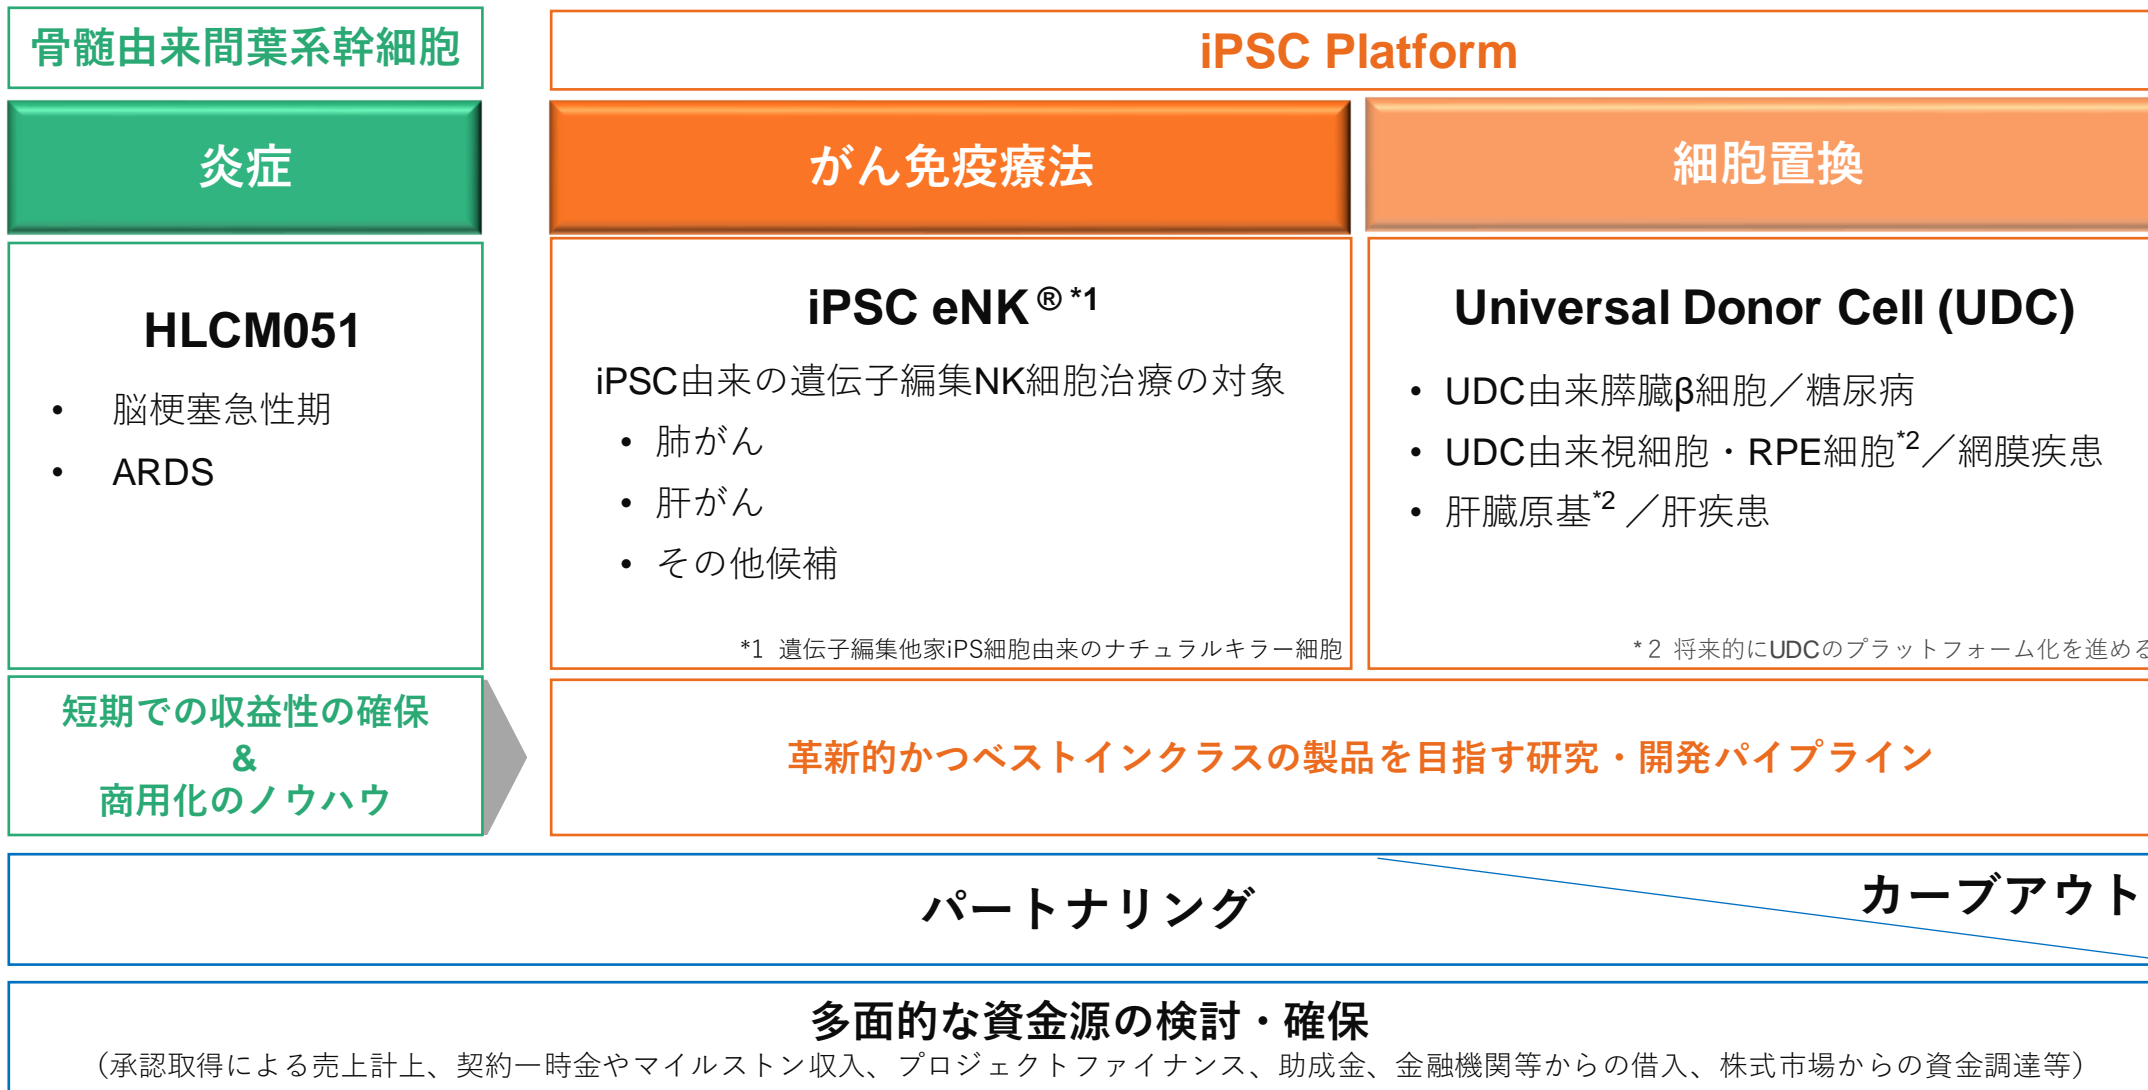 骨髄由来間葉系幹細胞
iPSC Platform
炎症
がん免疫療法
細胞置換
HLCM051
• 脳梗塞急性期
• ARDS
iPSC eNK® *1
iPSC由来の遺伝子編集NK細胞治療の対象
• 肺がん
• 肝がん
• その他候補
*1 遺伝子編集他家iPS細胞由来のナチュラルキラー細胞
Universal Donor Cell (UDC)
• UDC由来膵臓β細胞／糖尿病
• UDC由来視細胞・RPE細胞*2／網膜疾患
• 肝臓原基*2 ／肝疾患
*２ 将来的にUDCのプラットフォーム化を進める
短期での収益性の確保
&
商用化のノウハウ
革新的かつベストインクラスの製品を目指す研究・開発パイプライン
パートナリング
カーブアウト
多面的な資金源の検討・確保
（承認取得による売上計上、契約一時金やマイルストン収入、プロジェクトファイナンス、助成金、金融機関等からの借入、株式市場からの資金調達等）